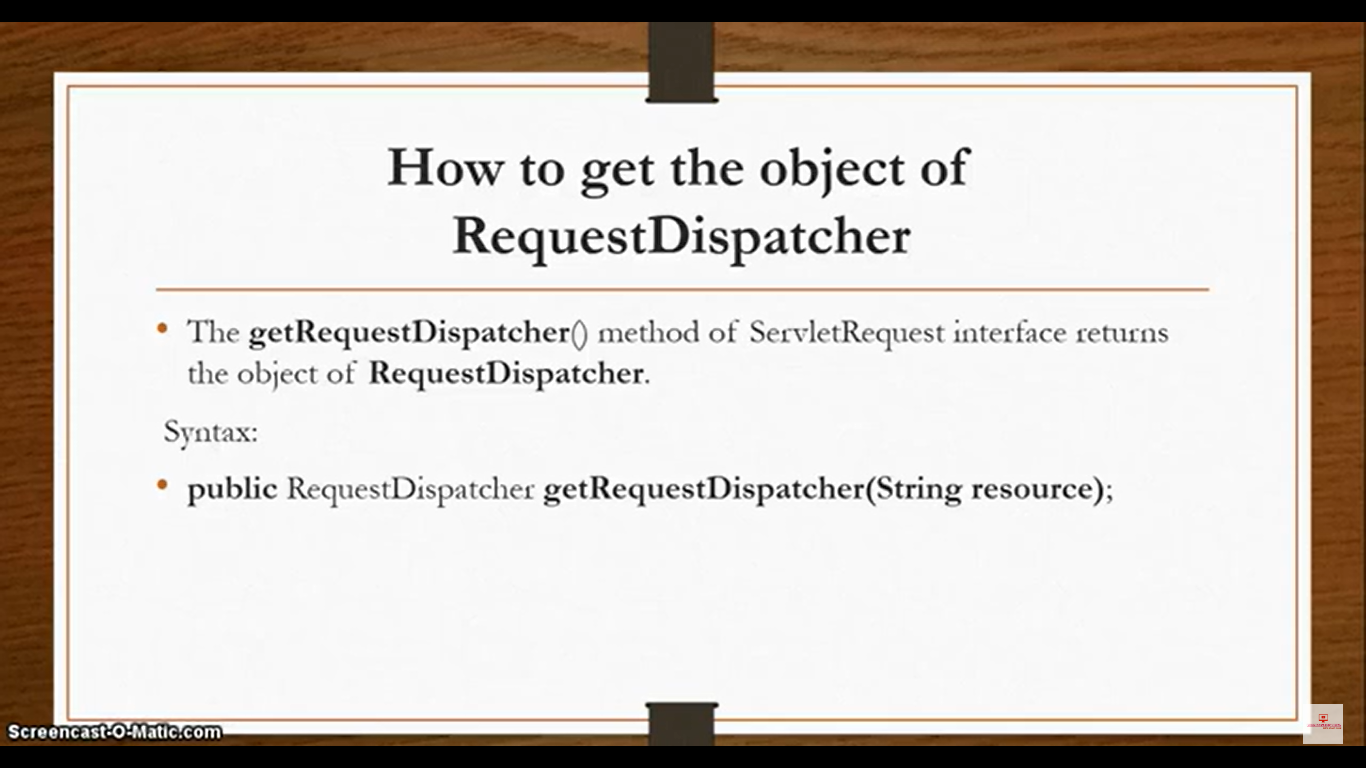 How to get the object of
RequestDispatcher
• The getRequestDispatcher() method of ServletRequest interface returns
the object of RequestDispatcher.
Syntax:
• public RequestDispatcher getRequestDispatcher(String resource);
Screencast-O-Matic.com